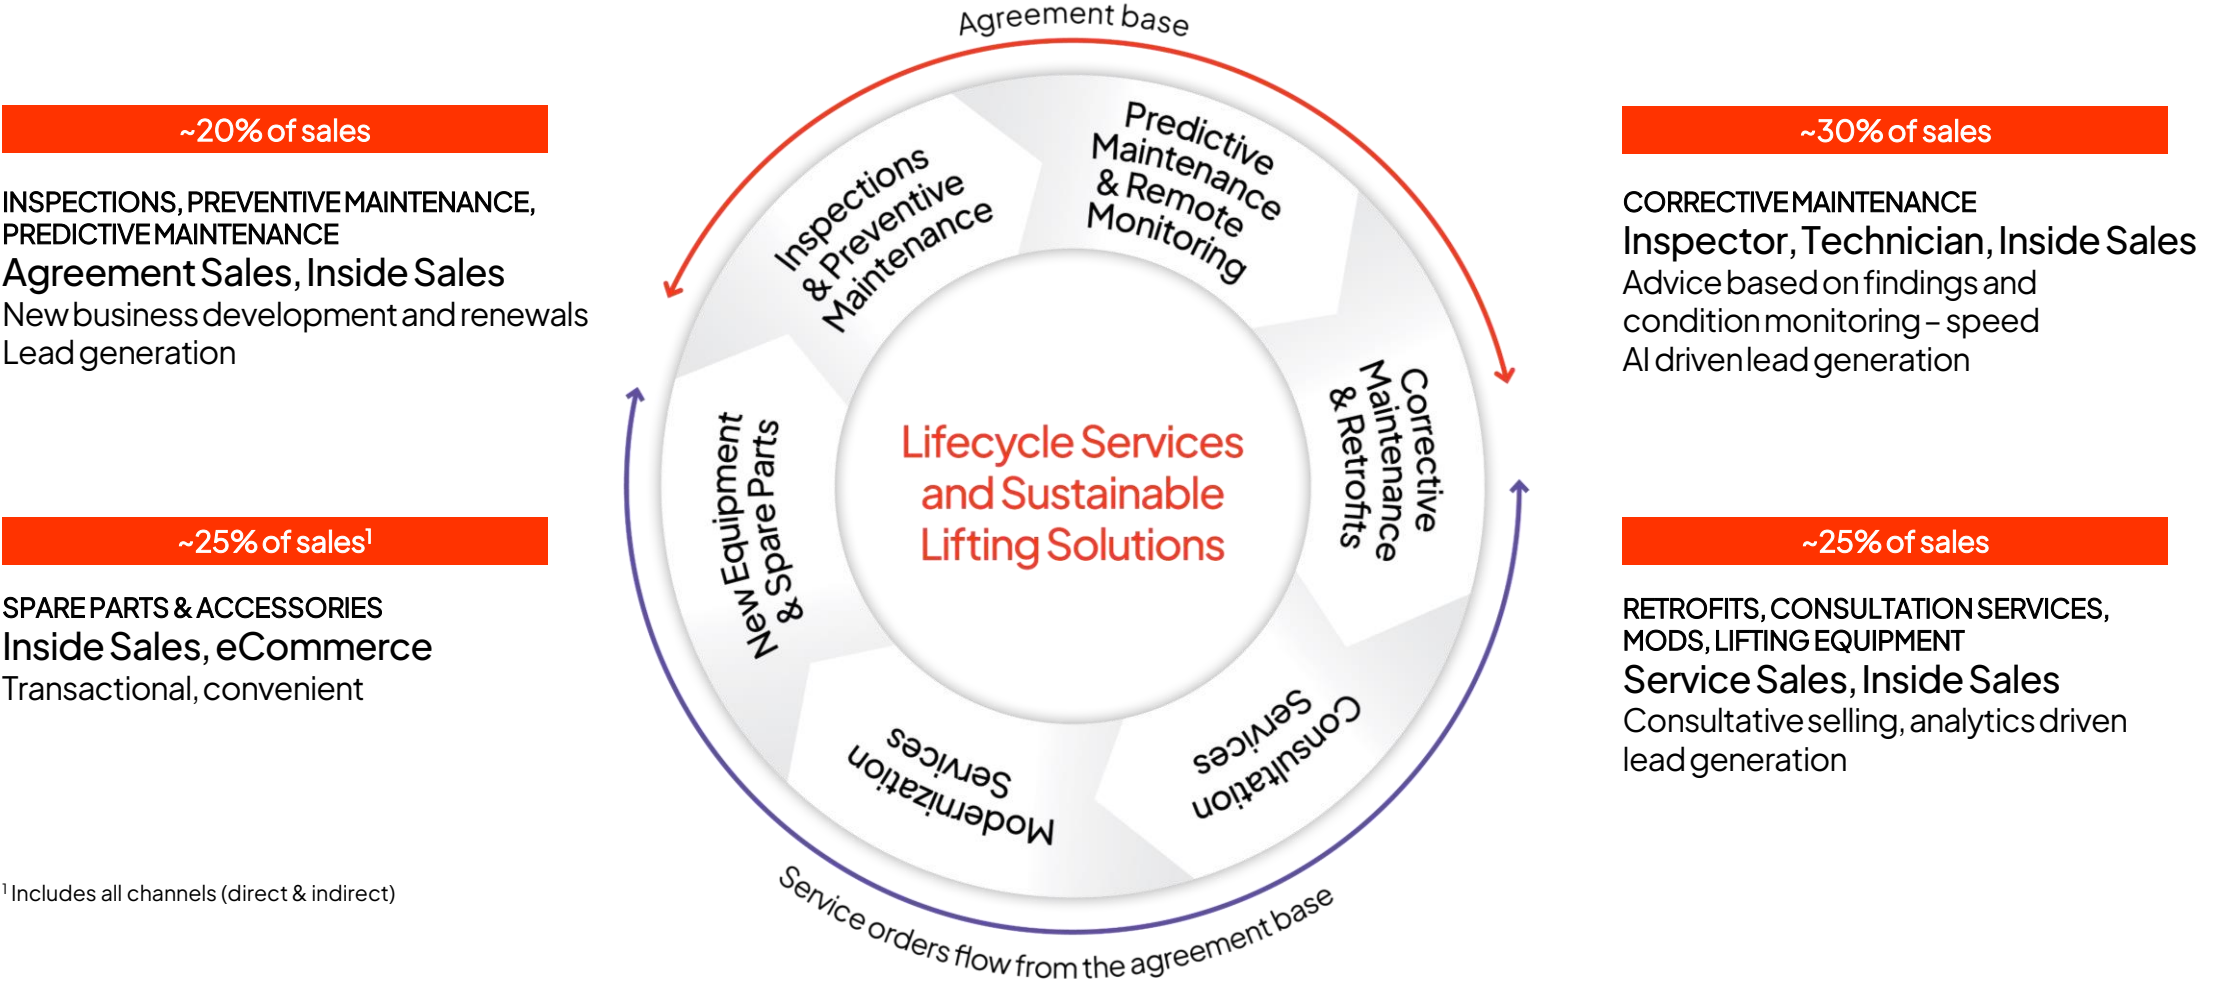 Agreement base
~20% of sales
INSPECTIONS, PREVENTIVE MAINTENANCE,
PREDICTIVE MAINTENANCE
Agreement Sales, Inside Sales
New business development and renewals
Lead generation
~25% of sales¹
SPARE PARTS & ACCESSORIES
Inside Sales, eCommerce
Transactional, convenient
¹ Includes all channels (direct & indirect)
Inspections
& Preventive
Maintenance
Predictive
Maintenance
& Remote
Monitoring
Corrective
Maintenance
& Retrofits
Consultation
Services
Modernization
Services
New Equipment
& Spare Parts
Lifecycle Services
and Sustainable
Lifting Solutions
Service orders flow from the agreement base
~30% of sales
CORRECTIVE MAINTENANCE
Inspector, Technician, Inside Sales
Advice based on findings and
condition monitoring – speed
AI driven lead generation
~25% of sales
RETROFITS, CONSULTATION SERVICES,
MODS, LIFTING EQUIPMENT
Service Sales, Inside Sales
Consultative selling, analytics driven
lead generation